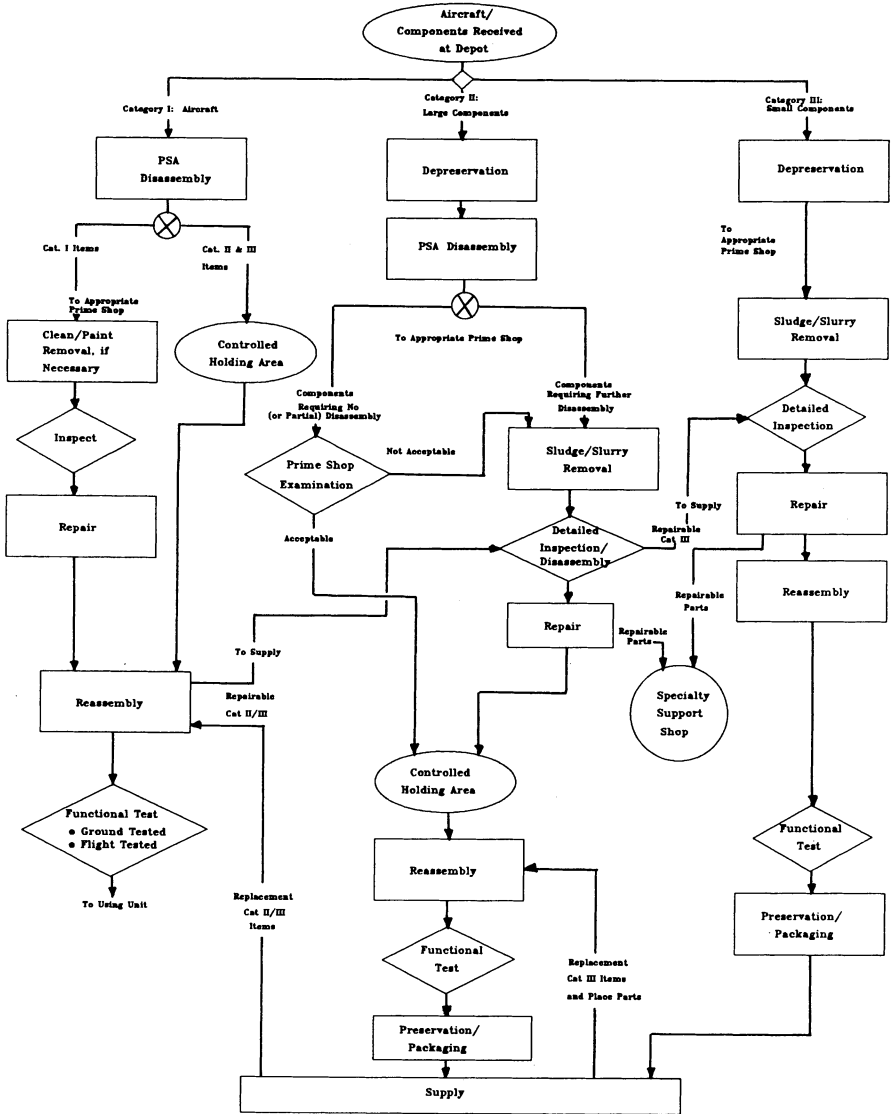 Aircraft/
Components Received
at Depot
Category I: Aircraft
Category II:
Large Components
Category III:
Small Components
PSA
Disassembly
Depreservation
Depreservation
Cat. I Items
Cat. II & III
Items
PSA Disassembly
To
Appropriate
Prime Shop
To Appropriate
Prime Shop
Clean/Paint
Removal, if
Necessary
Controlled
Holding Area
To Appropriate Prime Shop
Sludge/Slurry
Removal
Components
Requiring No
(or Partial) Disassembly
Components
Requiring Further
Disassembly
Detailed
Inspection
Inspect
Prime Shop
Examination
Not Acceptable
Sludge/Slurry
Removal
Repair
To Supply
Repair
Acceptable
Detailed
Inspection/
Disassembly
Repairable
Cat III
Reassembly
Repairable
Parts
Repair
Repairable
Parts
To Supply
Reassembly
Repairable
Cat II/III
Specialty
Support
Shop
Controlled
Holding Area
Functional Test
● Ground Tested
● Flight Tested
Functional
Test
To Using Unit
Reassembly
Replacement
Cat II/III
Items
Preservation/
Packaging
Functional
Test
Replacement
Cat III Items
and Place Parts
Preservation/
Packaging
Supply